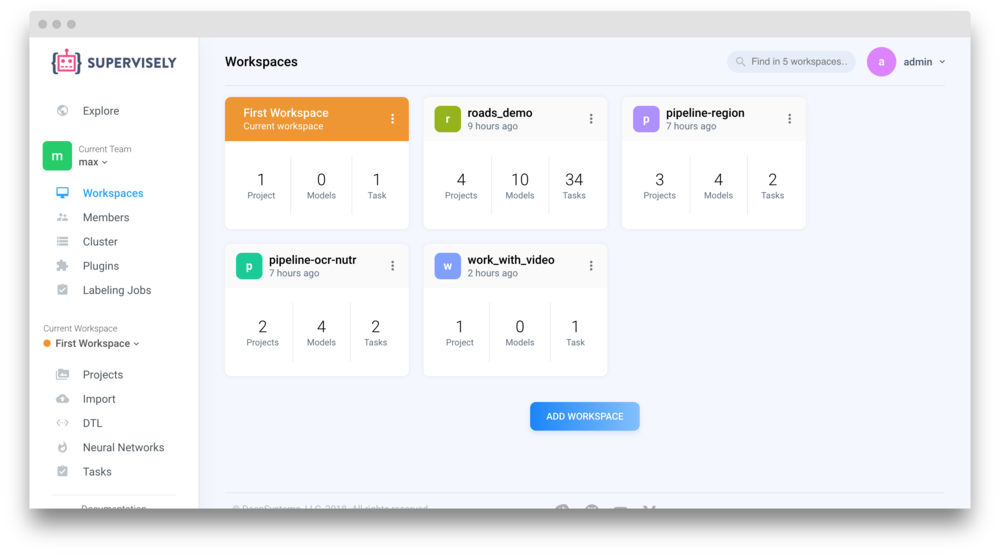 SUPERVISELY
Workspaces
Find in 5 workspaces..
a
admin
Explore
m
Current Team
max
Workspaces
Members
Cluster
Plugins
Labeling Jobs
Current Workspace
First Workspace
Projects
Import
DTL
Neural Networks
Tasks
Documentation
First Workspace
Current workspace
1 0 1
Project Models Task
r
roads_demo
9 hours ago
4 10 34
Projects Models Tasks
p
pipeline-region
7 hours ago
3 4 2
Projects Models Tasks
p
pipeline-ocr-nutr
7 hours ago
2 4 2
Projects Models Tasks
w
work_with_video
2 hours ago
1 0 1
Project Models Task
ADD WORKSPACE
© DeepSystems, LLC, 2018. All rights reserved